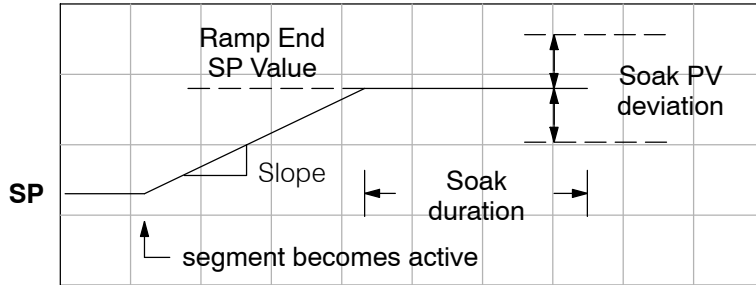 Ramp End
SP Value
Soak PV
deviation
Slope
SP
Soak
duration
segment becomes active